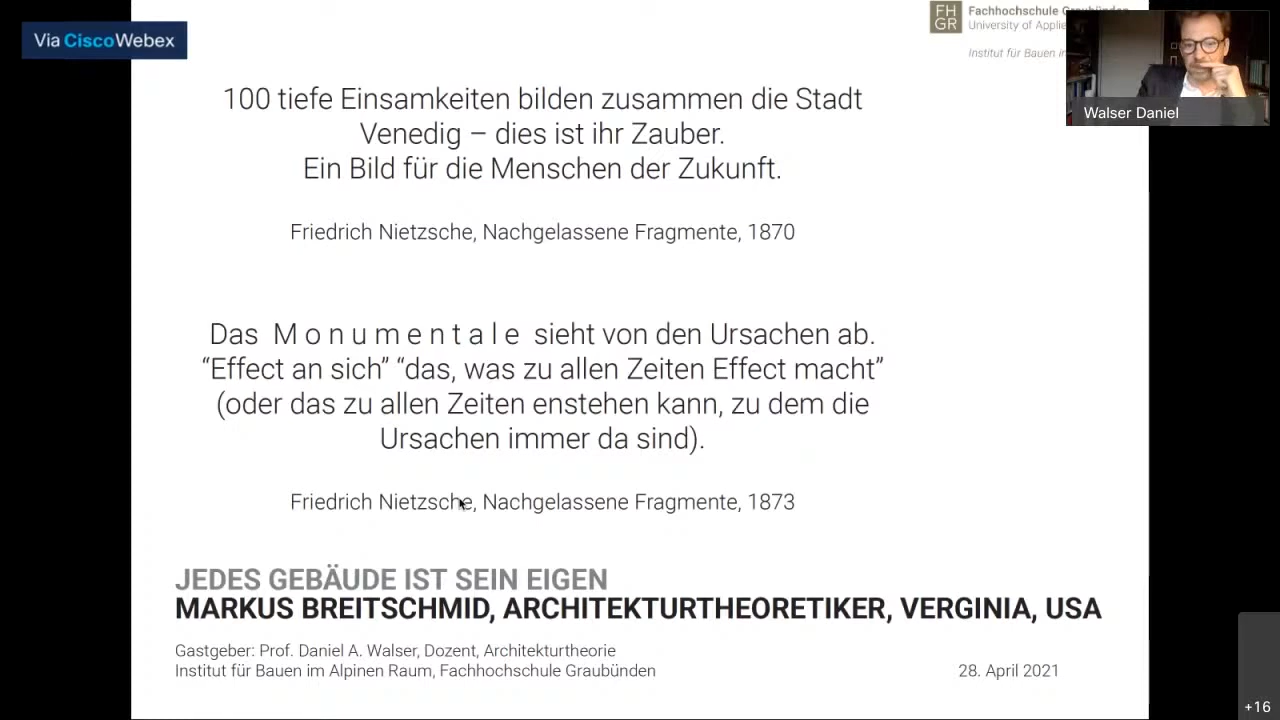 Via CiscoWebex
FH
GR
Fachhochschule Graubünden
University of Applie
Institut für Bauen im
Walser Daniel
100 tiefe Einsamkeiten bilden zusammen die Stadt
Venedig – dies ist ihr Zauber.
Ein Bild für die Menschen der Zukunft.
Friedrich Nietzsche, Nachgelassene Fragmente, 1870
Das M o n u m e n t a l e sieht von den Ursachen ab.
“Effect an sich” “das, was zu allen Zeiten Effect macht”
(oder das zu allen Zeiten enstehen kann, zu dem die
Ursachen immer da sind).
Friedrich Nietzsche, Nachgelassene Fragmente, 1873
JEDES GEBÄUDE IST SEIN EIGEN
MARKUS BREITSCHMID, ARCHITEKTURTHEORETIKER, VERGINIA, USA
Gastgeber: Prof. Daniel A. Walser, Dozent, Architekturtheorie
Institut für Bauen im Alpinen Raum, Fachhochschule Graubünden
28. April 2021
+16